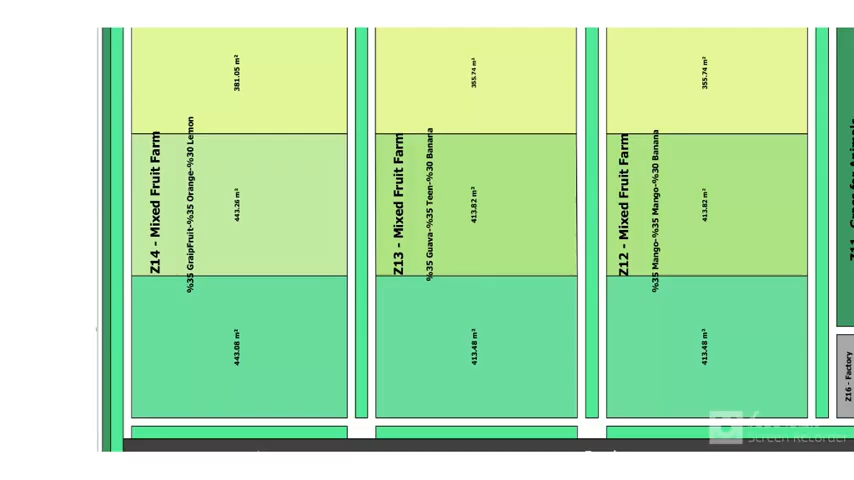 381.05 m²
Z14 - Mixed Fruit Farm
%35 GraipFruit-%35 Orange-%30 Lemon
443.26 m²
443.08 m²
355.74 m²
Z13 - Mixed Fruit Farm
%35 Guava-%35 Teen-%30 Banana
413.82 m²
413.48 m²
355.74 m²
Z12 - Mixed Fruit Farm
%35 Mango-%35 Mango-%30 Banana
413.82 m²
413.48 m²
Z16 - Factory
Screen Recorder